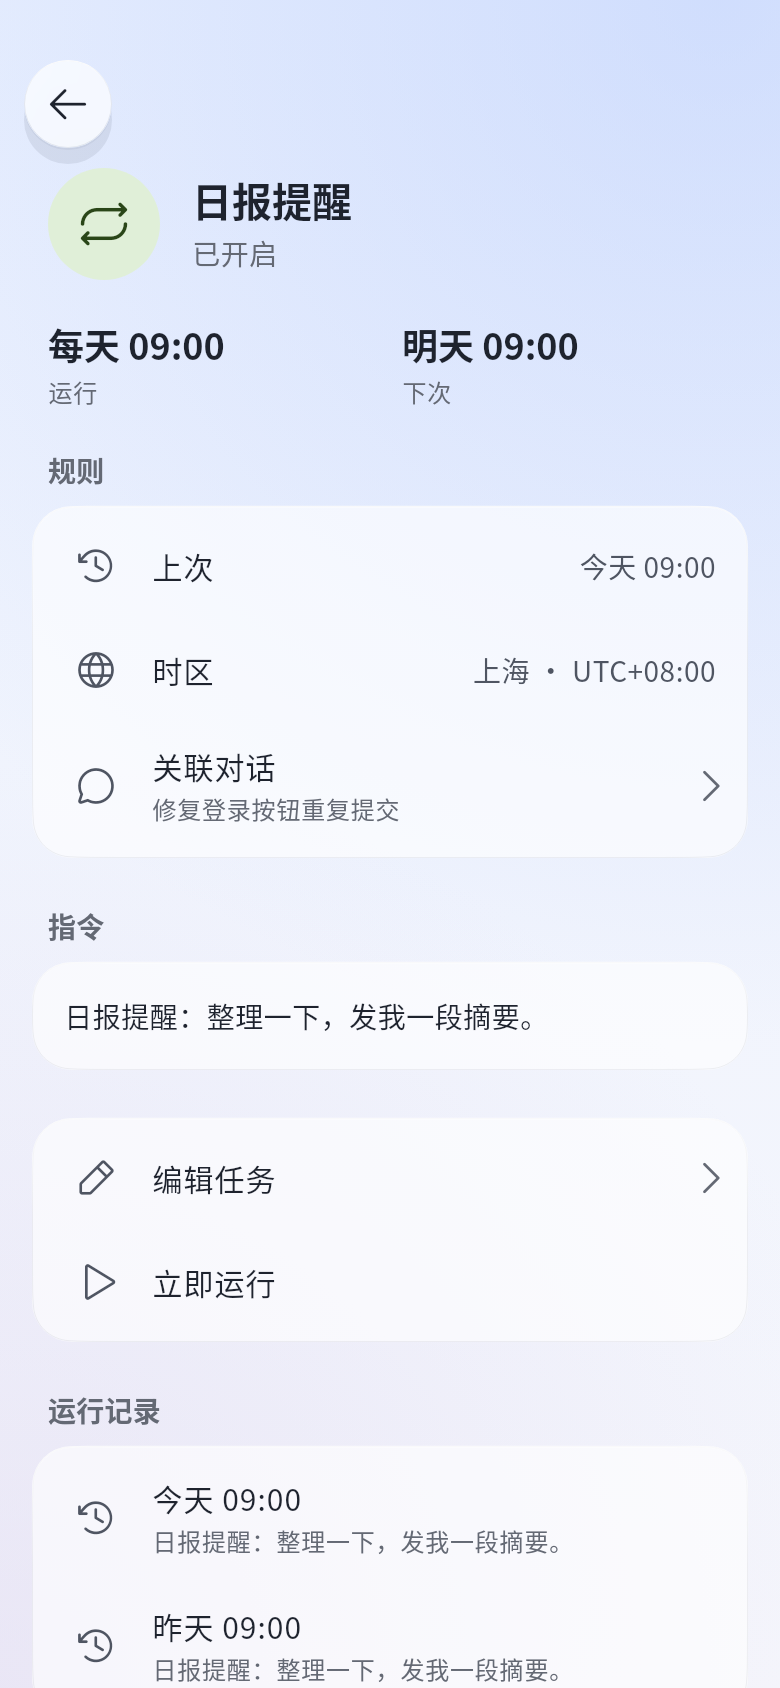 日报提醒
已开启
每天 09:00
明天 09:00
运行
下次
规则
上次
今天 09:00
时区
上海 · UTC+08:00
关联对话
修复登录按钮重复提交
指令
日报提醒：整理一下，发我一段摘要。
编辑任务
立即运行
运行记录
今天 09:00
日报提醒：整理一下，发我一段摘要。
昨天 09:00
日报提醒：整理一下，发我一段摘要。